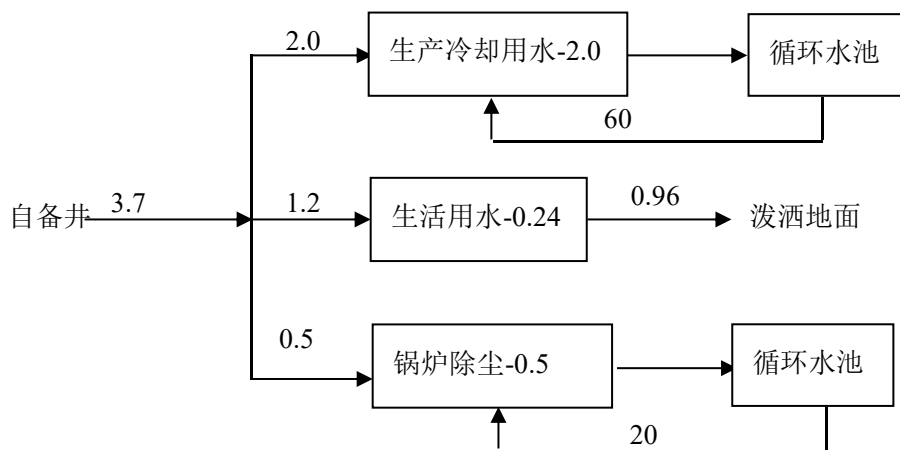 2.0
生产冷却用水-2.0
循环水池
60
自备井
3.7
1.2
生活用水-0.24
0.96
泼洒地面
0.5
锅炉除尘-0.5
循环水池
20